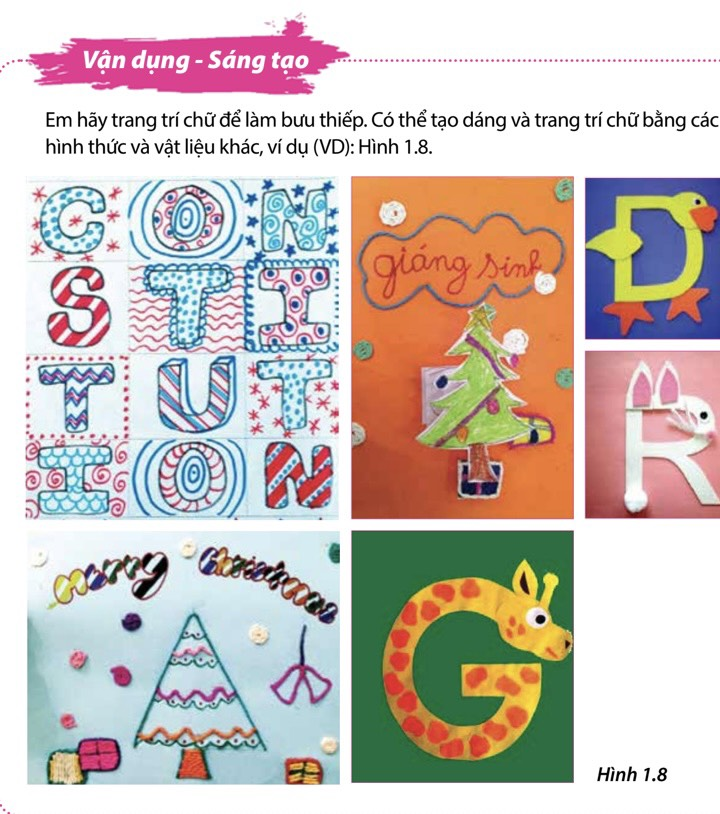 Vận dụng - Sáng tạo
Em hãy trang trí chữ để làm bưu thiếp. Có thể tạo dáng và trang trí chữ bằng các
hình thức và vật liệu khác, ví dụ (VD): Hình 1.8.
CON
STI
TUT
ION
giáng sinh
D
R
Merry Christmas
G
Hình 1.8